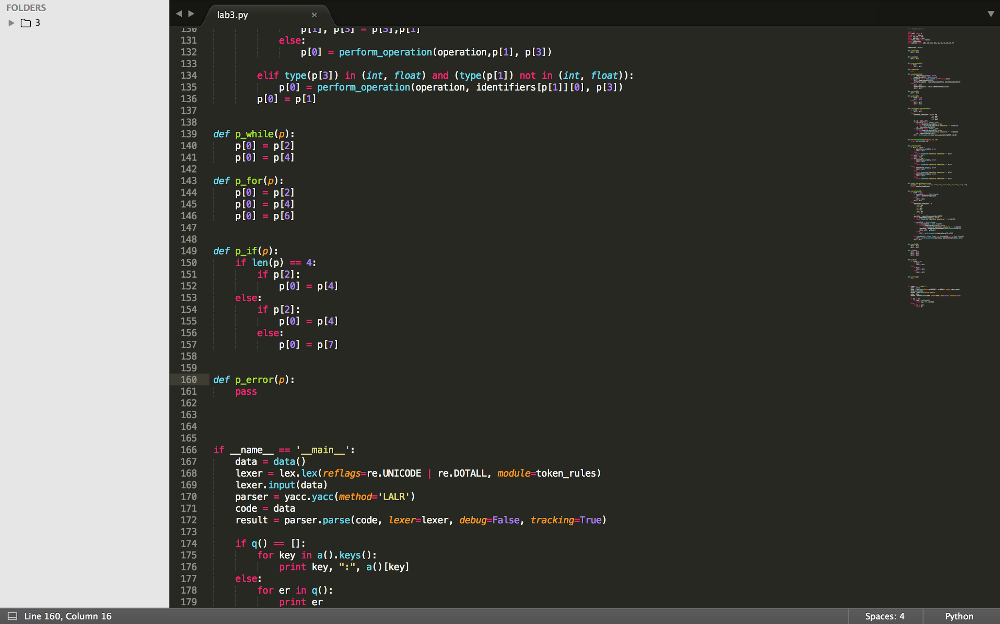 FOLDERS
3
lab3.py
130 p[1], p[3] = p[3],p[1]
131 else:
132 p[0] = perform_operation(operation,p[1], p[3])
133
134 elif type(p[3]) in (int, float) and (type(p[1]) not in (int, float)):
135 p[0] = perform_operation(operation, identifiers[p[1]][0], p[3])
136 p[0] = p[1]
137
138
139 def p_while(p):
140 p[0] = p[2]
141 p[0] = p[4]
142
143 def p_for(p):
144 p[0] = p[2]
145 p[0] = p[4]
146 p[0] = p[6]
147
148
149 def p_if(p):
150 if len(p) == 4:
151 if p[2]:
152 p[0] = p[4]
153 else:
154 if p[2]:
155 p[0] = p[4]
156 else:
157 p[0] = p[7]
158
159
160 def p_error(p):
161 pass
162
163
164
165
166 if __name__ == '__main__':
167 data = data()
168 lexer = lex.lex(reflags=re.UNICODE | re.DOTALL, module=token_rules)
169 lexer.input(data)
170 parser = yacc.yacc(method='LALR')
171 code = data
172 result = parser.parse(code, lexer=lexer, debug=False, tracking=True)
173
174 if q() == []:
175 for key in a().keys():
176 print key, ":", a()[key]
177 else:
178 for er in q():
179 print er
Line 160, Column 16
Spaces: 4
Python